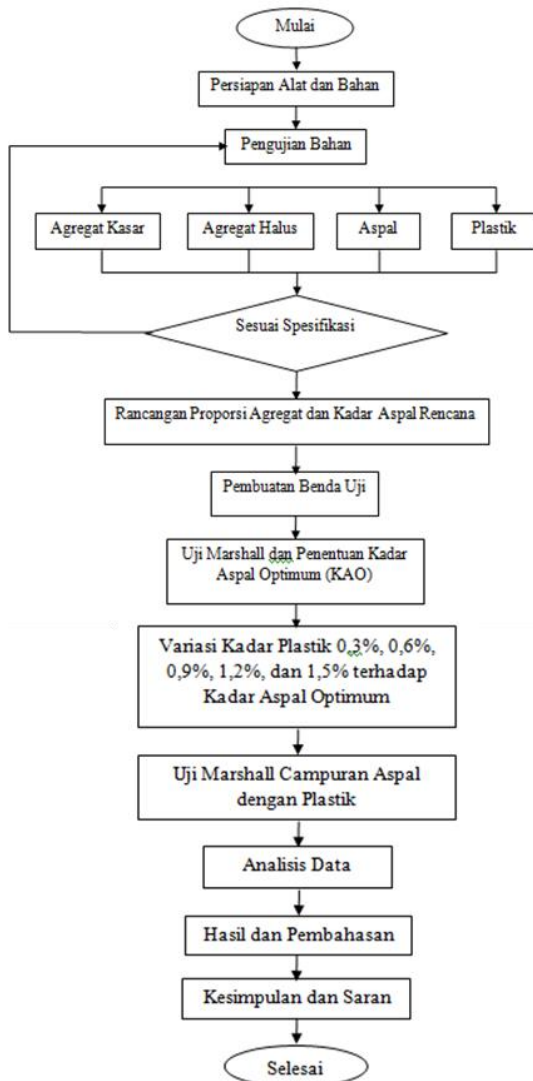 Mulai
Persiapan Alat dan Bahan
Pengujian Bahan
Agregat Kasar
Agregat Halus
Aspal
Plastik
Sesuai Spesifikasi
Rancangan Proporsi Agregat dan Kadar Aspal Rencana
Pembuatan Benda Uji
Uji Marshall dan Penentuan Kadar
Aspal Optimum (KAO)
Variasi Kadar Plastik 0,3%, 0,6%,
0,9%, 1,2%, dan 1,5% terhadap
Kadar Aspal Optimum
Uji Marshall Campuran Aspal
dengan Plastik
Analisis Data
Hasil dan Pembahasan
Kesimpulan dan Saran
Selesai